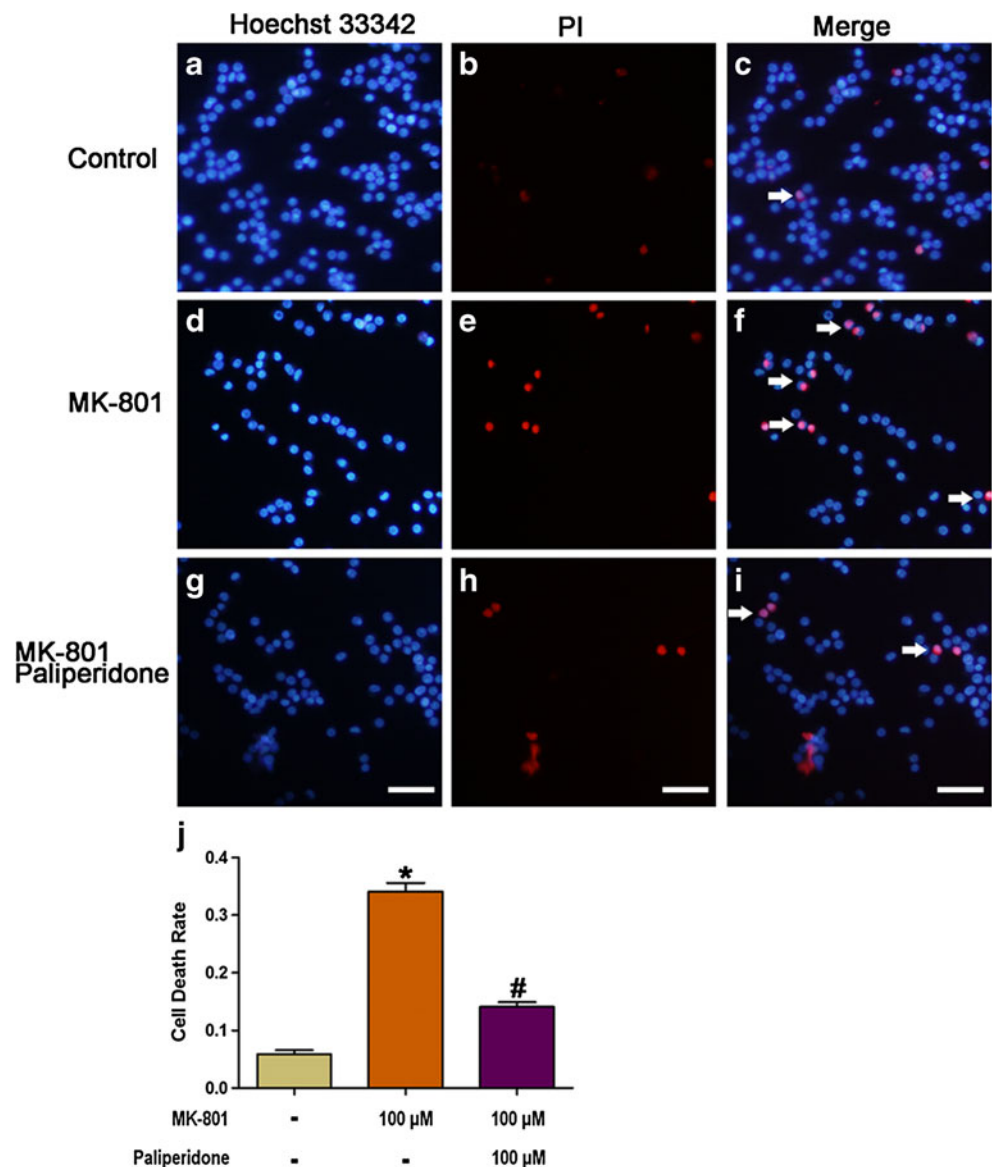 Hoechst 33342 PI Merge
a b c
Control
d e f
MK-801
g h i
MK-801
Paliperidone
j
0.4
0.3
0.2
0.1
0.0
Cell Death Rate
*
#
MK-801 - 100 µM 100 µM
Paliperidone - - 100 µM